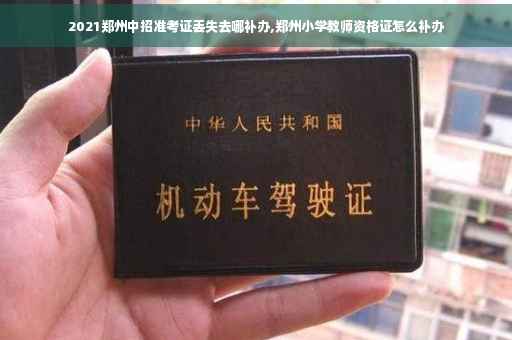 2021郑州中招准考证丢失去哪补办,郑州小学教师资格证怎么补办
中华人民共和国
机动车驾驶证